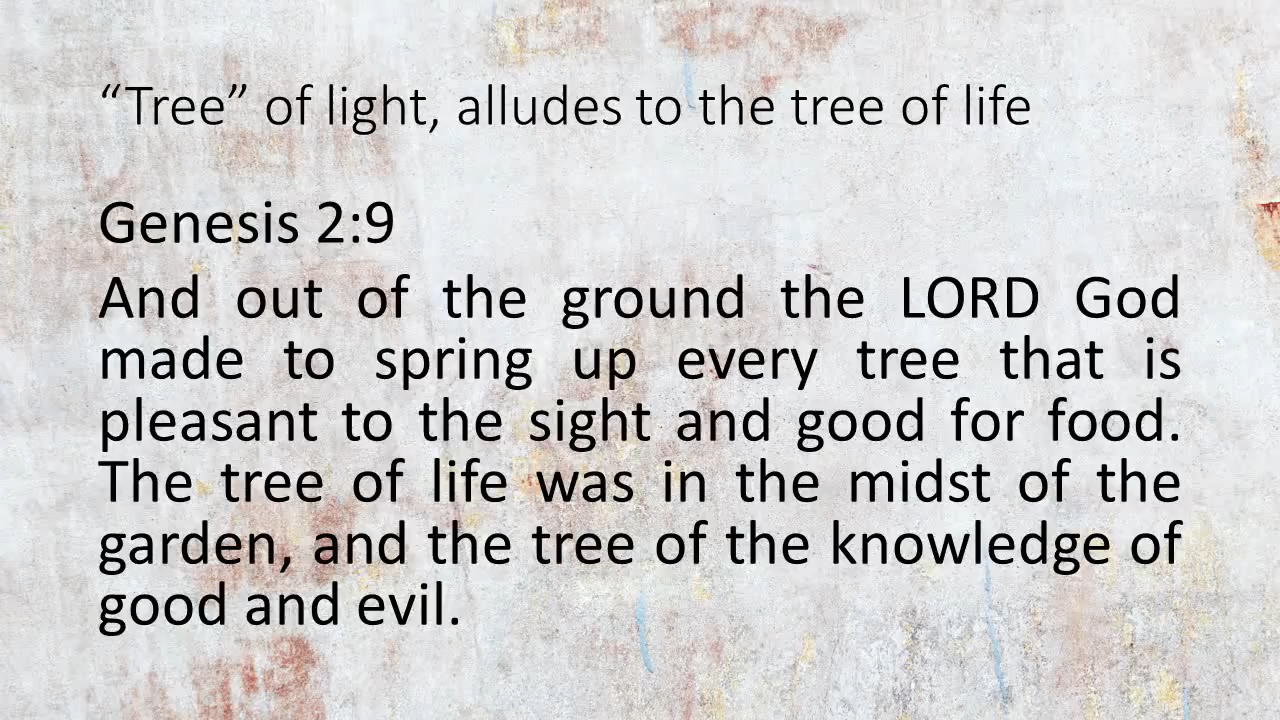 “Tree” of light, alludes to the tree of life
Genesis 2:9
And out of the ground the LORD God
made to spring up every tree that is
pleasant to the sight and good for food.
The tree of life was in the midst of the
garden, and the tree of the knowledge of
good and evil.